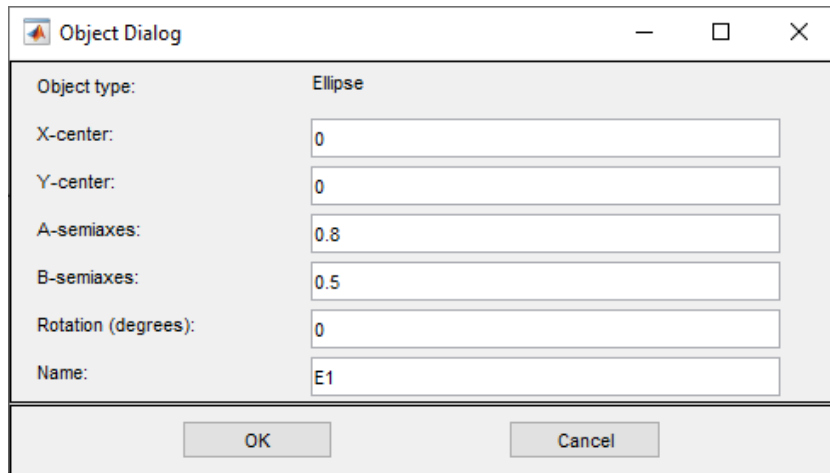 Object Dialog
Object type: Ellipse
X-center: 0
Y-center: 0
A-semiaxes: 0.8
B-semiaxes: 0.5
Rotation (degrees): 0
Name: E1
OK Cancel